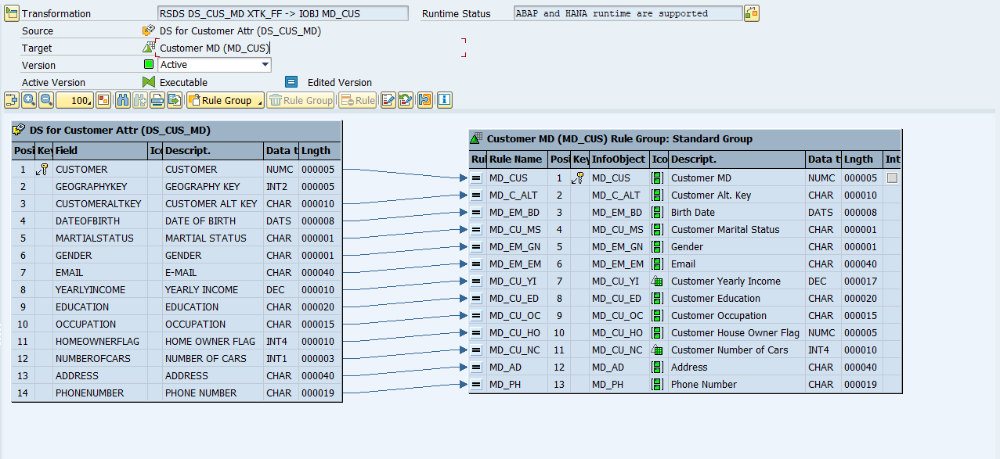 Transformation RSDS DS_CUS_MD XTK_FF -> IOBJ MD_CUS Runtime Status ABAP and HANA runtime are supported
Source DS for Customer Attr (DS_CUS_MD)
Target Customer MD (MD_CUS)
Version Active
Active Version Executable Edited Version
100 Rule Group Rule Group Rule
DS for Customer Attr (DS_CUS_MD)
Posi Key Field Ico Descript. Data t Lngth
1 CUSTOMER CUSTOMER NUMC 000005
2 GEOGRAPHYKEY GEOGRAPHY KEY INT2 000005
3 CUSTOMERALTKEY CUSTOMER ALT KEY CHAR 000010
4 DATEOFBIRTH DATE OF BIRTH DATS 000008
5 MARTIALSTATUS MARTIAL STATUS CHAR 000001
6 GENDER GENDER CHAR 000001
7 EMAIL E-MAIL CHAR 000040
8 YEARLYINCOME YEARLY INCOME DEC 000010
9 EDUCATION EDUCATION CHAR 000020
10 OCCUPATION OCCUPATION CHAR 000015
11 HOMEOWNERFLAG HOME OWNER FLAG INT4 000010
12 NUMBEROFCARS NUMBER OF CARS INT1 000003
13 ADDRESS ADDRESS CHAR 000040
14 PHONENUMBER PHONE NUMBER CHAR 000019
Customer MD (MD_CUS) Rule Group: Standard Group
Rul Rule Name Posi Key InfoObject Ico Descript. Data t Lngth Int
MD_CUS 1 MD_CUS Customer MD NUMC 000005
MD_C_ALT 2 MD_C_ALT Customer Alt. Key CHAR 000010
MD_EM_BD 3 MD_EM_BD Birth Date DATS 000008
MD_CU_MS 4 MD_CU_MS Customer Marital Status CHAR 000001
MD_EM_GN 5 MD_EM_GN Gender CHAR 000001
MD_EM_EM 6 MD_EM_EM Email CHAR 000040
MD_CU_YI 7 MD_CU_YI Customer Yearly Income DEC 000017
MD_CU_ED 8 MD_CU_ED Customer Education CHAR 000020
MD_CU_OC 9 MD_CU_OC Customer Occupation CHAR 000015
MD_CU_HO 10 MD_CU_HO Customer House Owner Flag NUMC 000005
MD_CU_NC 11 MD_CU_NC Customer Number of Cars INT4 000010
MD_AD 12 MD_AD Address CHAR 000040
MD_PH 13 MD_PH Phone Number CHAR 000019